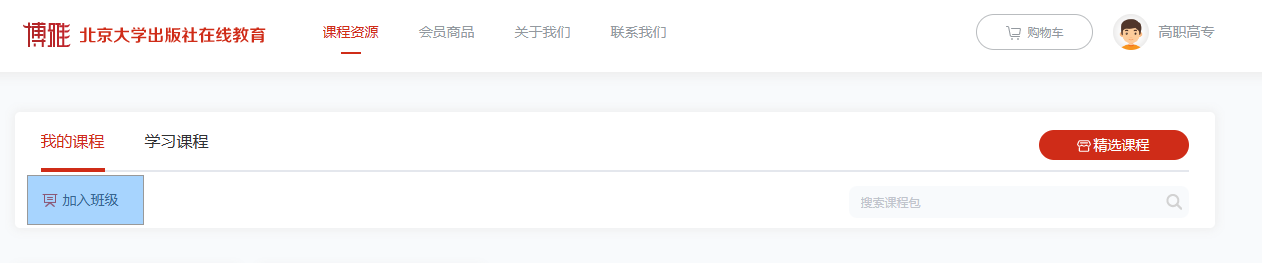 博雅 北京大学出版社在线教育 课程资源 会员商品 关于我们 联系我们 购物车 高职高专
我的课程 学习课程 精选课程
加入班级 搜索课程包